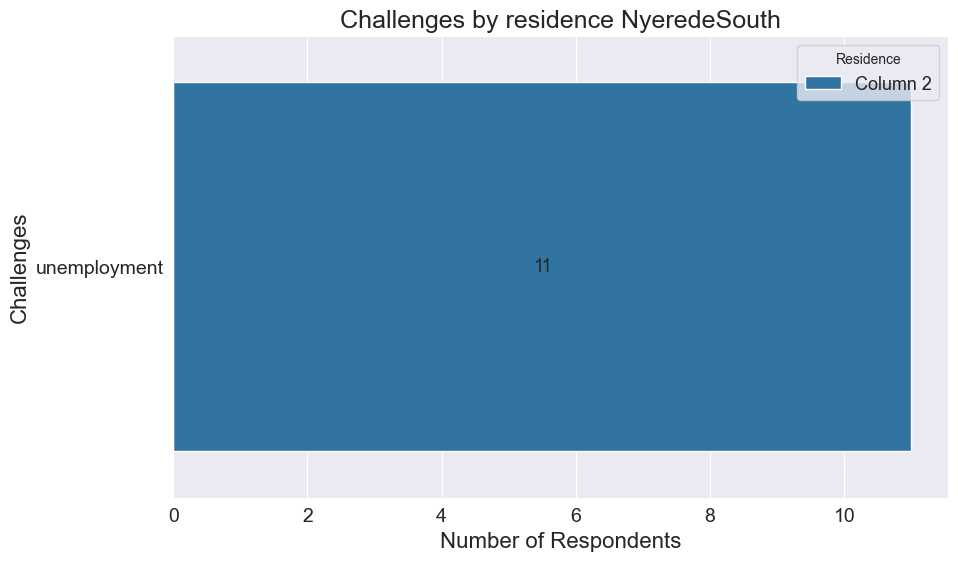 Challenges by residence NyeredeSouth
Residence
Column 2
Challenges
unemployment
11
0 2 4 6 8 10
Number of Respondents